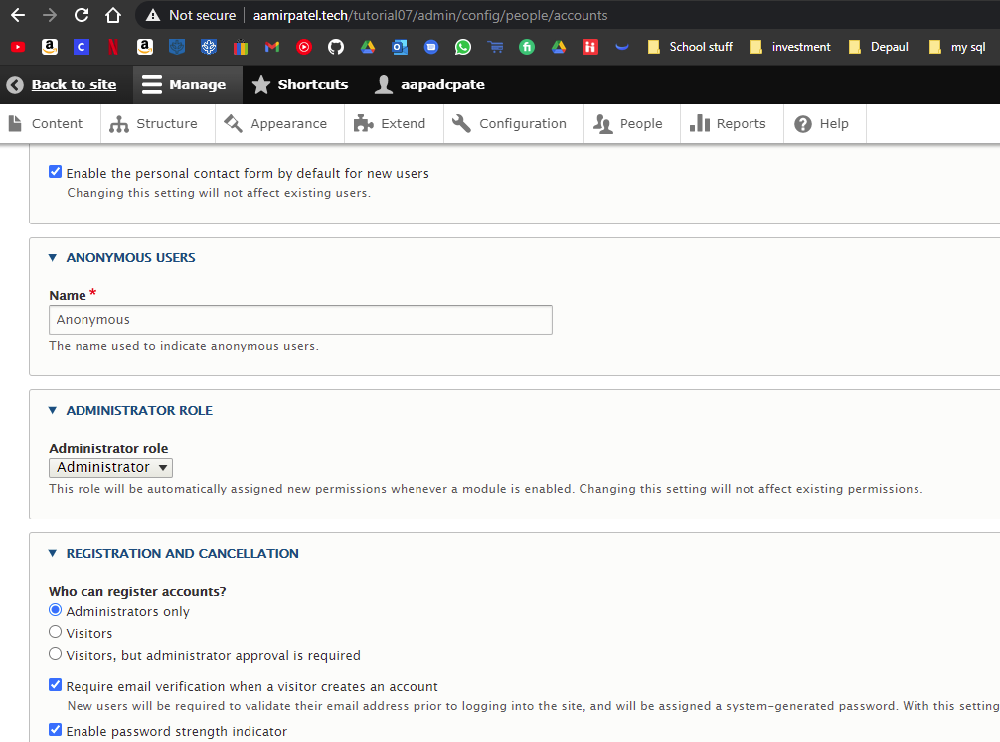 Not secure | aamirpatel.tech/tutorial07/admin/config/people/accounts
School stuff investment Depaul my sql
Back to site Manage Shortcuts aapadcpate
Content Structure Appearance Extend Configuration People Reports Help
Enable the personal contact form by default for new users
Changing this setting will not affect existing users.
ANONYMOUS USERS
Name *
Anonymous
The name used to indicate anonymous users.
ADMINISTRATOR ROLE
Administrator role
Administrator
This role will be automatically assigned new permissions whenever a module is enabled. Changing this setting will not affect existing permissions.
REGISTRATION AND CANCELLATION
Who can register accounts?
Administrators only
Visitors
Visitors, but administrator approval is required
Require email verification when a visitor creates an account
New users will be required to validate their email address prior to logging into the site, and will be assigned a system-generated password. With this setting
Enable password strength indicator